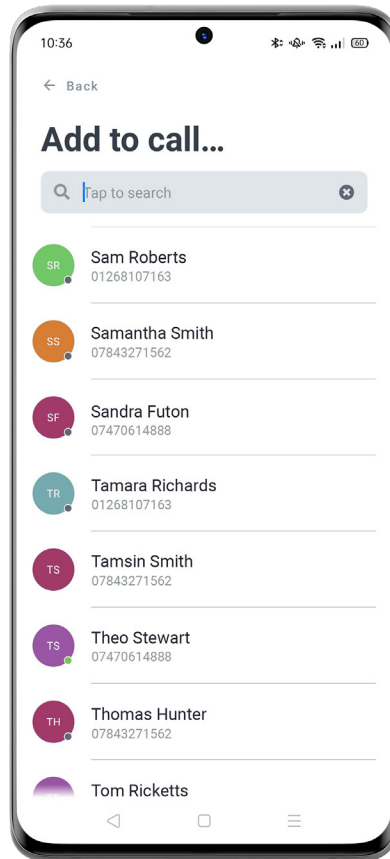 10:36
60
Back
Add to call...
Tap to search
SR
Sam Roberts
01268107163
SS
Samantha Smith
07843271562
SF
Sandra Futon
07470614888
TR
Tamara Richards
01268107163
TS
Tamsin Smith
07843271562
TS
Theo Stewart
07470614888
TH
Thomas Hunter
07843271562
Tom Ricketts